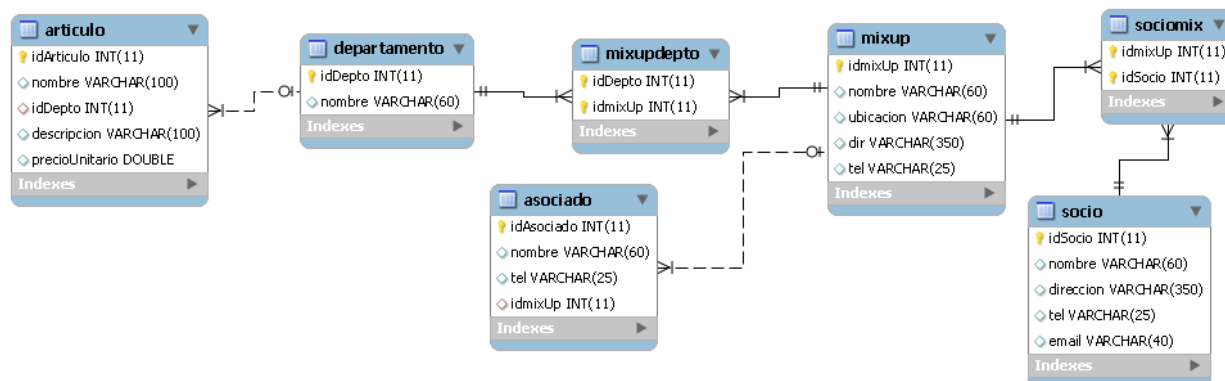 articulo
idArticulo INT(11)
nombre VARCHAR(100)
idDepto INT(11)
descripcion VARCHAR(100)
precioUnitario DOUBLE
Indexes
departamento
idDepto INT(11)
nombre VARCHAR(60)
Indexes
mixupdepto
idDepto INT(11)
idmixUp INT(11)
Indexes
mixup
idmixUp INT(11)
nombre VARCHAR(60)
ubicacion VARCHAR(60)
dir VARCHAR(350)
tel VARCHAR(25)
Indexes
sociomix
idmixUp INT(11)
idSocio INT(11)
Indexes
asociado
idAsociado INT(11)
nombre VARCHAR(60)
tel VARCHAR(25)
idmixUp INT(11)
Indexes
socio
idSocio INT(11)
nombre VARCHAR(60)
direccion VARCHAR(350)
tel VARCHAR(25)
email VARCHAR(40)
Indexes